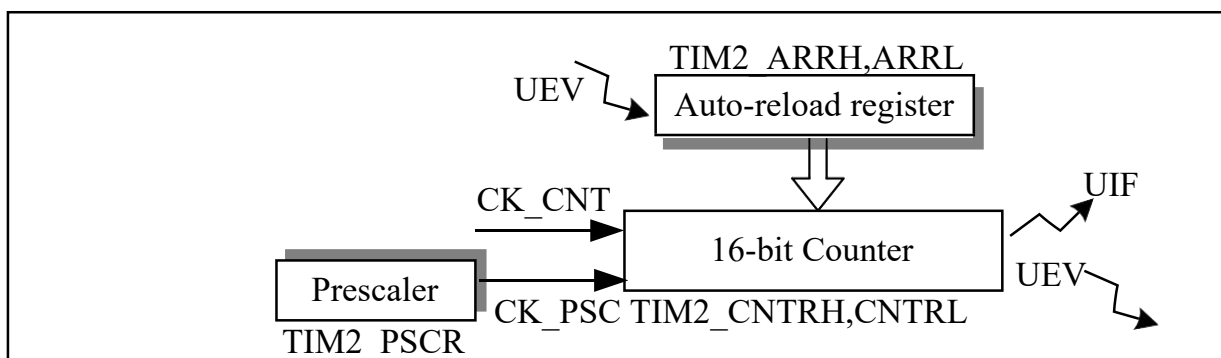 TIM2_ARRH,ARRL
UEV
Auto-reload register
UIF
CK_CNT
16-bit Counter
UEV
Prescaler
CK_PSC TIM2_CNTRH,CNTRL
TIM2_PSCR